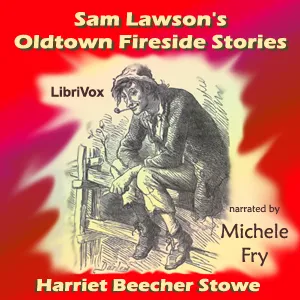 Sam Lawson's
Oldtown Fireside Stories
LibriVox
narrated by
Michele
Fry
Harriet Beecher Stowe